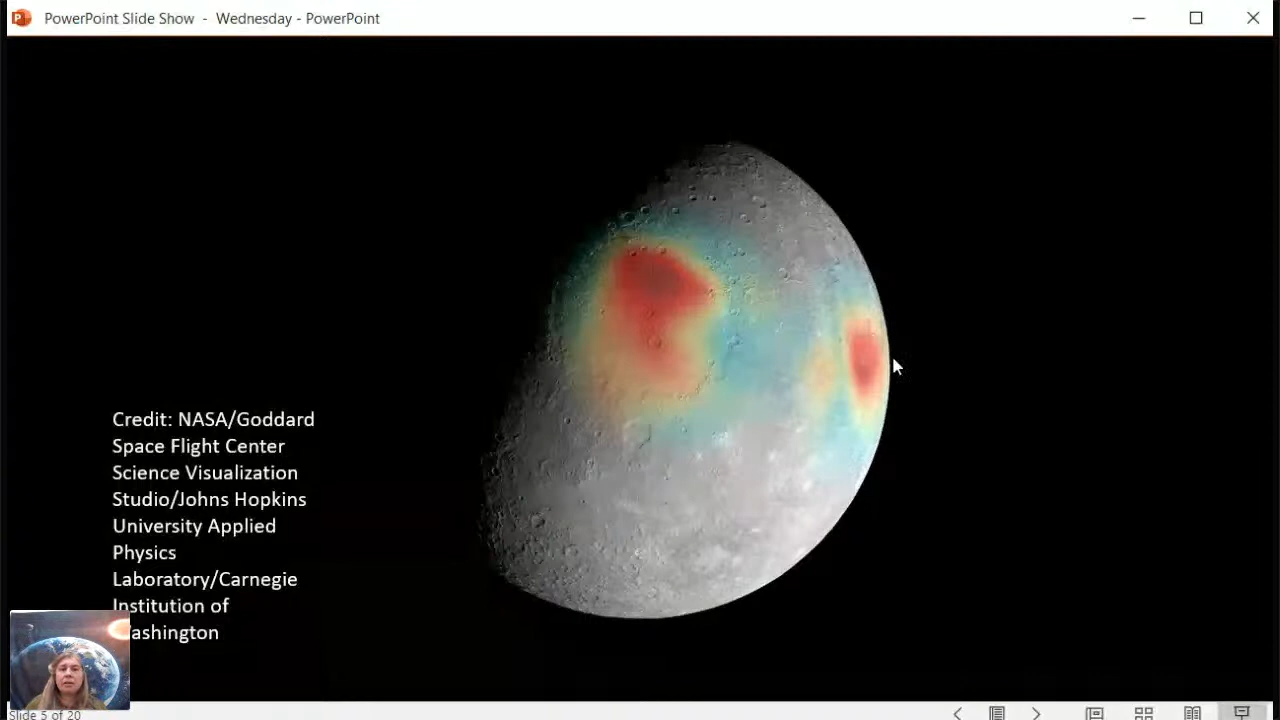 PowerPoint Slide Show - Wednesday - PowerPoint
Credit: NASA/Goddard
Space Flight Center
Science Visualization
Studio/Johns Hopkins
University Applied
Physics
Laboratory/Carnegie
Institution of
ashington
Slide 5 of 20